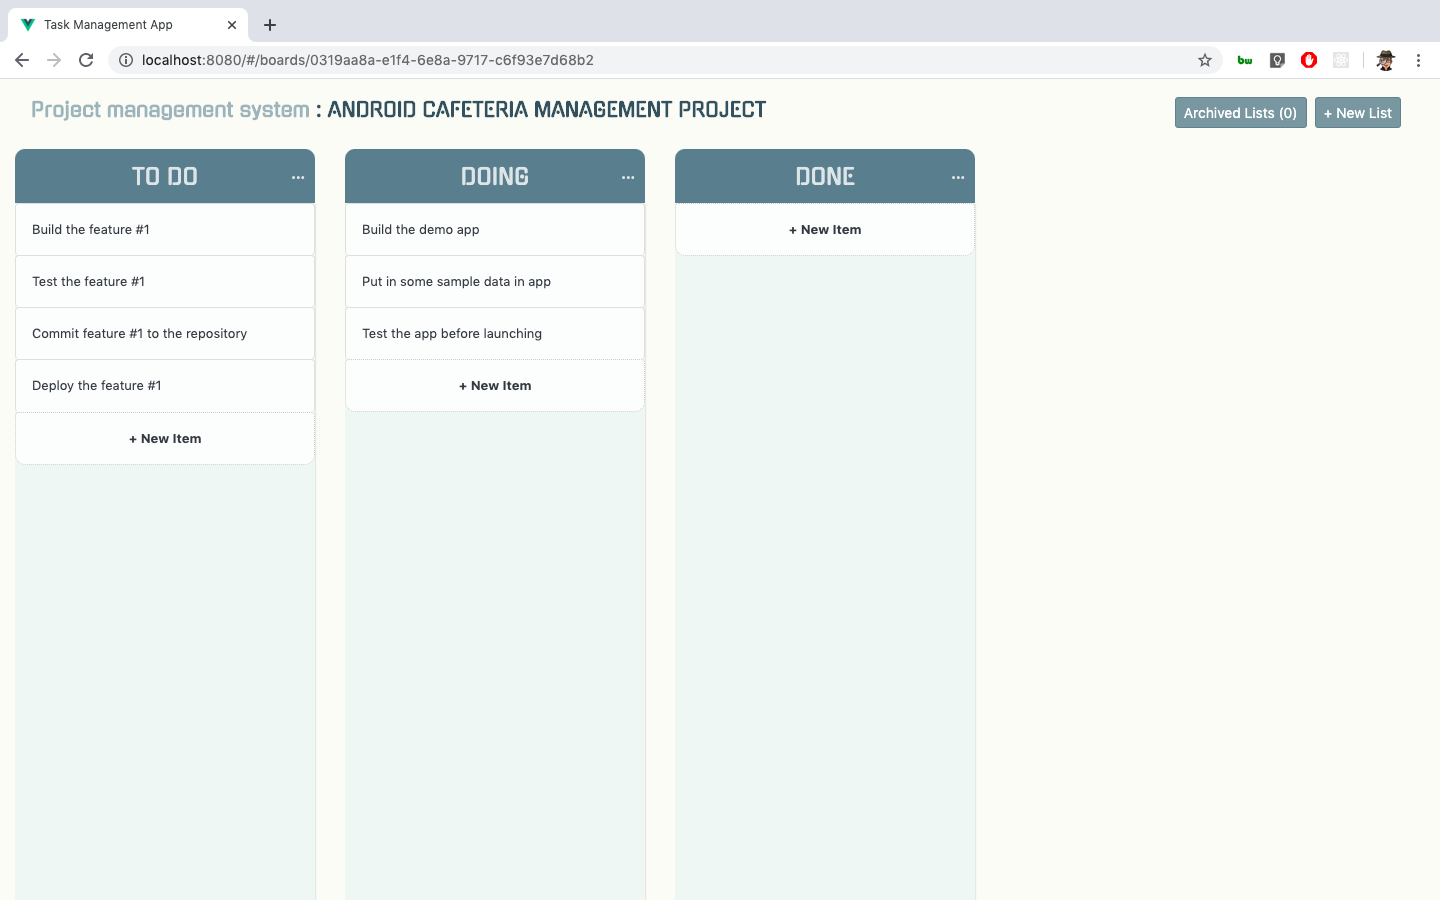 Task Management App
localhost:8080/#/boards/0319aa8a-e1f4-6e8a-9717-c6f93e7d68b2
bw
Project management system : ANDROID CAFETERIA MANAGEMENT PROJECT
Archived Lists (0)
+ New List
TO DO
Build the feature #1
Test the feature #1
Commit feature #1 to the repository
Deploy the feature #1
+ New Item
DOING
Build the demo app
Put in some sample data in app
Test the app before launching
+ New Item
DONE
+ New Item